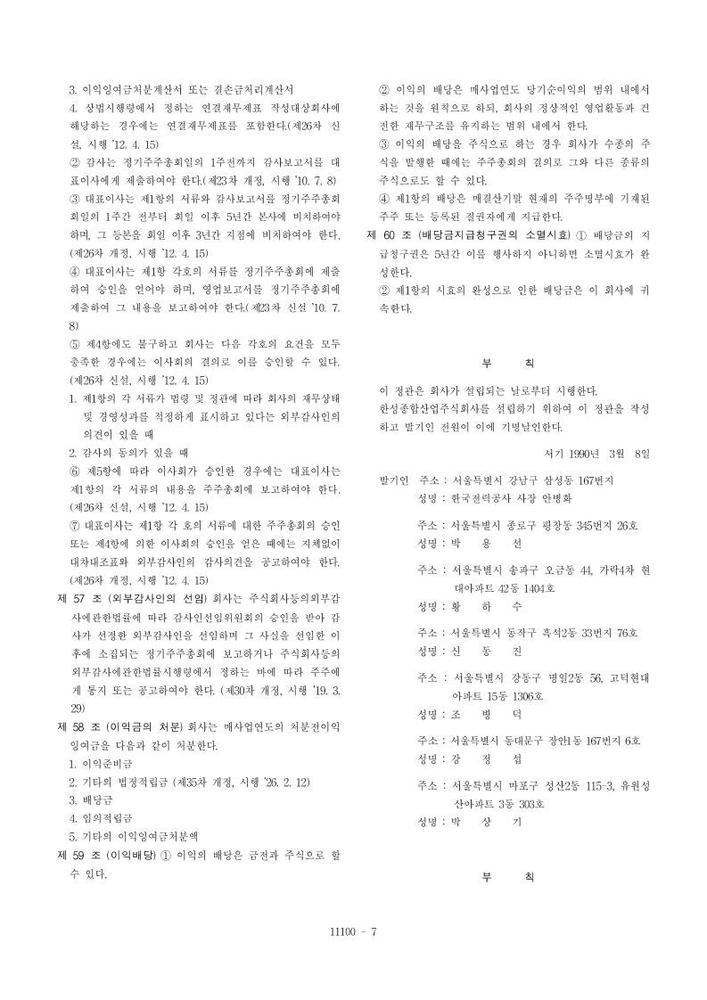 3. 이익잉여금처분계산서 또는 결손금처리계산서
4. 상법시행령에서 정하는 연결재무제표 작성대상회사에
해당하는 경우에는 연결재무제표를 포함한다.(제26차 신
설, 시행 '12. 4. 15)
② 감사는 정기주주총회일의 1주전까지 감사보고서를 대
표이사에게 제출하여야 한다.(제23차 개정, 시행 '10. 7. 8)
③ 대표이사는 제1항의 서류와 감사보고서를 정기주주총회
회일의 1주간 전부터 회일 이후 5년간 본사에 비치하여야
하며, 그 등본을 회일 이후 3년간 지점에 비치하여야 한다.
(제26차 개정, 시행 '12. 4. 15)
④ 대표이사는 제1항 각호의 서류를 정기주주총회에 제출
하여 승인을 얻어야 하며, 영업보고서를 정기주주총회에
제출하여 그 내용을 보고하여야 한다.(제23차 신설 '10. 7.
8)
⑤ 제4항에도 불구하고 회사는 다음 각호의 요건을 모두
충족한 경우에는 이사회의 결의로 이를 승인할 수 있다.
(제26차 신설, 시행 '12. 4. 15)
1. 제1항의 각 서류가 법령 및 정관에 따라 회사의 재무상태
및 경영성과를 적정하게 표시하고 있다는 외부감사인의
의견이 있을 때
2. 감사의 동의가 있을 때
⑥ 제5항에 따라 이사회가 승인한 경우에는 대표이사는
제1항의 각 서류의 내용을 주주총회에 보고하여야 한다.
(제26차 신설, 시행 '12. 4. 15)
⑦ 대표이사는 제1항 각 호의 서류에 대한 주주총회의 승인
또는 제4항에 의한 이사회의 승인을 얻은 때에는 지체없이
대차대조표와 외부감사인의 감사의견을 공고하여야 한다.
(제26차 개정, 시행 '12. 4. 15)
제 57 조 (외부감사인의 선임) 회사는 주식회사등의외부감
사에관한법률에 따라 감사인선임위원회의 승인을 받아 감
사가 선정한 외부감사인을 선임하며 그 사실을 선임한 이
후에 소집되는 정기주주총회에 보고하거나 주식회사등의
외부감사에관한법률시행령에서 정하는 바에 따라 주주에
게 통지 또는 공고하여야 한다. (제30차 개정, 시행 '19. 3.
29)
제 58 조 (이익금의 처분) 회사는 매사업연도의 처분전이익
잉여금을 다음과 같이 처분한다.
1. 이익준비금
2. 기타의 법정적립금 (제35차 개정, 시행 '26. 2. 12)
3. 배당금
4. 임의적립금
5. 기타의 이익잉여금처분액
제 59 조 (이익배당) ① 이익의 배당은 금전과 주식으로 할
수 있다.
② 이익의 배당은 매사업연도 당기순이익의 범위 내에서
하는 것을 원칙으로 하되, 회사의 정상적인 영업활동과 건
전한 재무구조를 유지하는 범위 내에서 한다.
③ 이익의 배당을 주식으로 하는 경우 회사가 수종의 주
식을 발행한 때에는 주주총회의 결의로 그와 다른 종류의
주식으로도 할 수 있다.
④ 제1항의 배당은 매결산기말 현재의 주주명부에 기재된
주주 또는 등록된 질권자에게 지급한다.
제 60 조 (배당금지급청구권의 소멸시효) ① 배당금의 지
급청구권은 5년간 이를 행사하지 아니하면 소멸시효가 완
성한다.
② 제1항의 시효의 완성으로 인한 배당금은 이 회사에 귀
속한다.
부 칙
이 정관은 회사가 설립되는 날로부터 시행한다.
한성종합산업주식회사를 설립하기 위하여 이 정관을 작성
하고 발기인 전원이 이에 기명날인한다.
서기 1990년 3월 8일
발기인 주소 : 서울특별시 강남구 삼성동 167번지
성명 : 한국전력공사 사장 안병화
주소 : 서울특별시 종로구 평창동 345번지 26호
성명 : 박 용 선
주소 : 서울특별시 송파구 오금동 44, 가락4차 현
대아파트 42동 1404호
성명 : 황 하 수
주소 : 서울특별시 동작구 흑석2동 33번지 76호
성명 : 신 동 진
주소 : 서울특별시 강동구 명일2동 56, 고덕현대
아파트 15동 1306호
성명 : 조 병 덕
주소 : 서울특별시 동대문구 장안1동 167번지 6호
성명 : 강 정 섭
주소 : 서울특별시 마포구 성산2동 115-3, 유원성
산아파트 3동 303호
성명 : 박 상 기
부 칙
11100 - 7